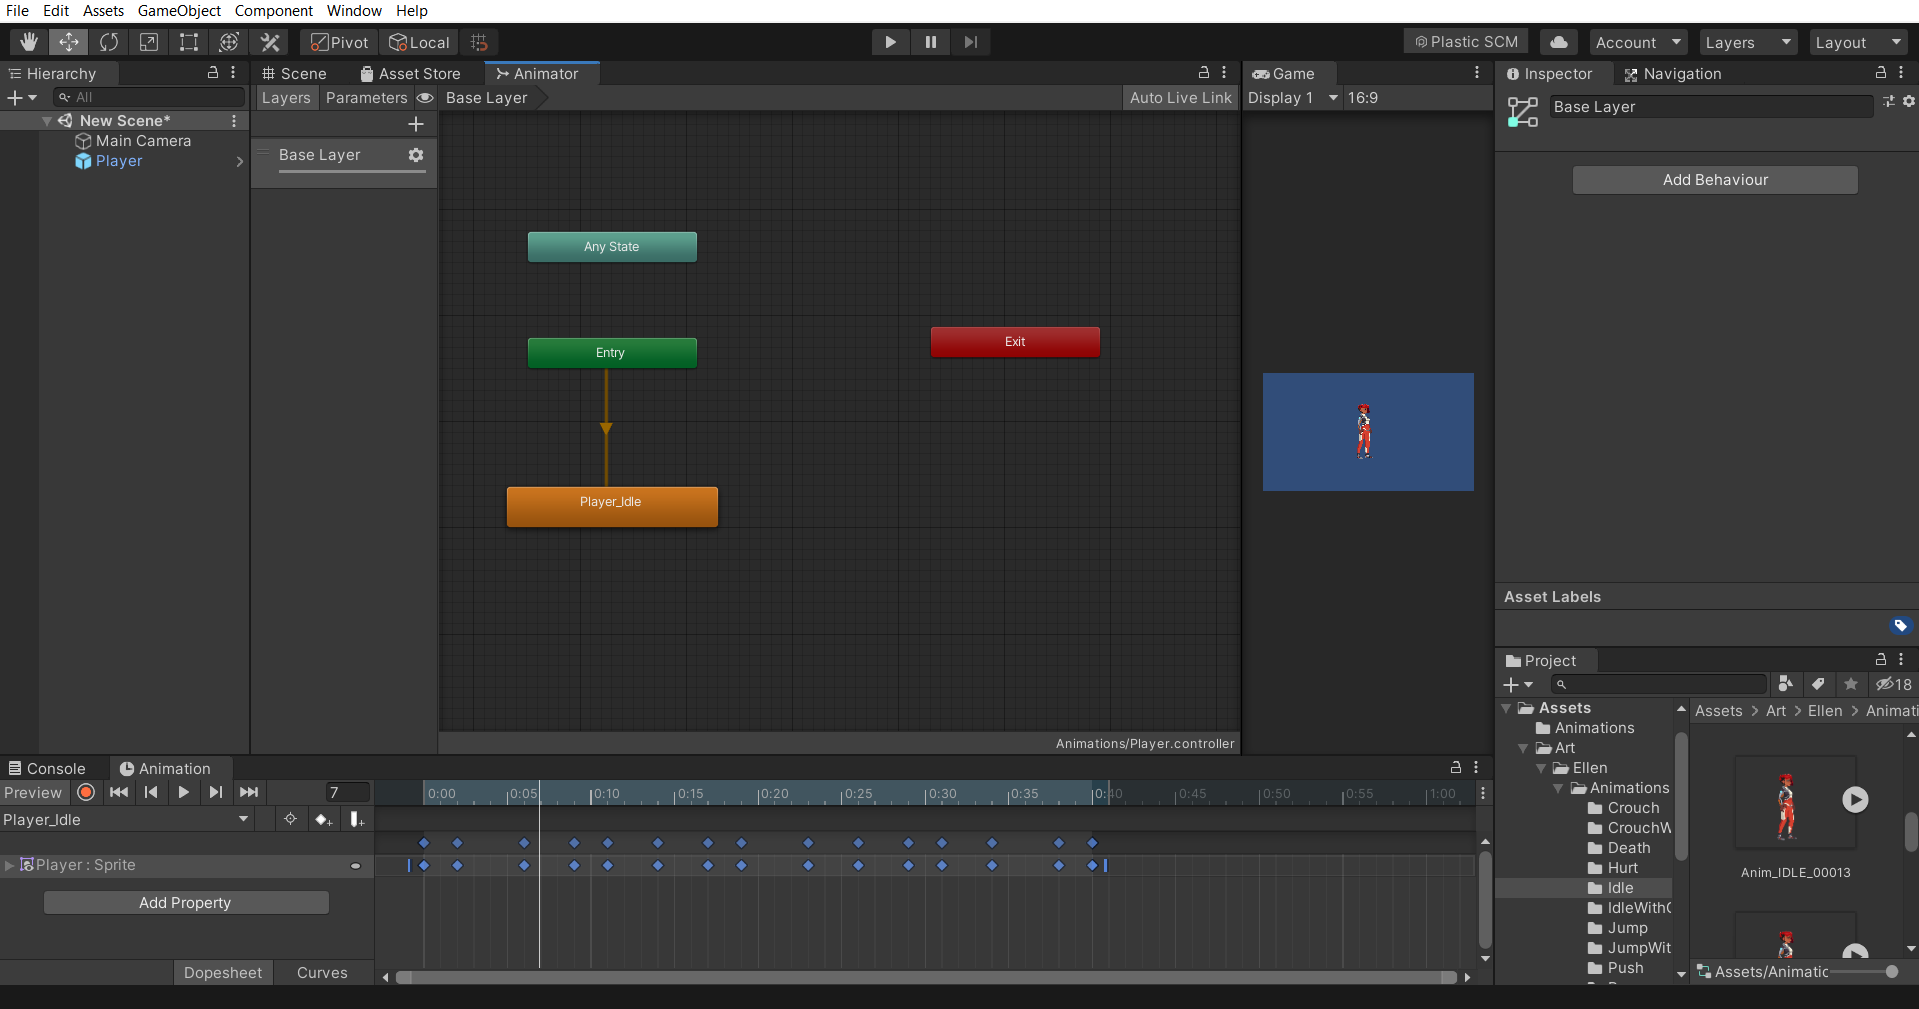 File Edit Assets GameObject Component Window Help
Pivot Local Plastic SCM Account Layers Layout
Hierarchy
All
New Scene*
Main Camera
Player
Scene Asset Store Animator
Layers Parameters Base Layer Auto Live Link
Base Layer
Any State
Entry
Exit
Player_Idle
Animations/Player.controller
Game
Display 1 16:9
Inspector Navigation
Base Layer
Add Behaviour
Asset Labels
Project
18
Assets
Animations
Art
Ellen
Animations
Crouch
CrouchW
Death
Hurt
Idle
IdleWith
Jump
JumpWit
Push
Assets > Art > Ellen > Animati
Anim_IDLE_00013
Assets/Animatic
Console Animation
Preview 7
0:00 0:05 0:10 0:15 0:20 0:25 0:30 0:35 0:40 0:45 0:50 0:55 1:00
Player_Idle
Player : Sprite
Add Property
Dopesheet Curves